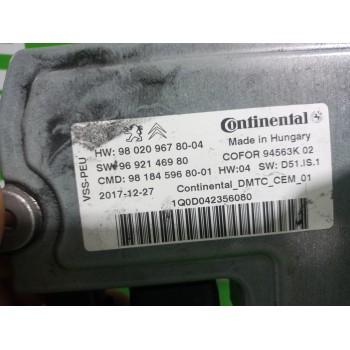 Continental
HW: 98 020 967 80-04
Made in Hungary
SW: 96 921 469 80
COFOR 94563K 02
CMD: 98 184 596 80-01
HW:04 SW: D51.IS.1
2017-12-27
Continental_DMTC_CEM_01
1Q0D042356080
VSS-PEU